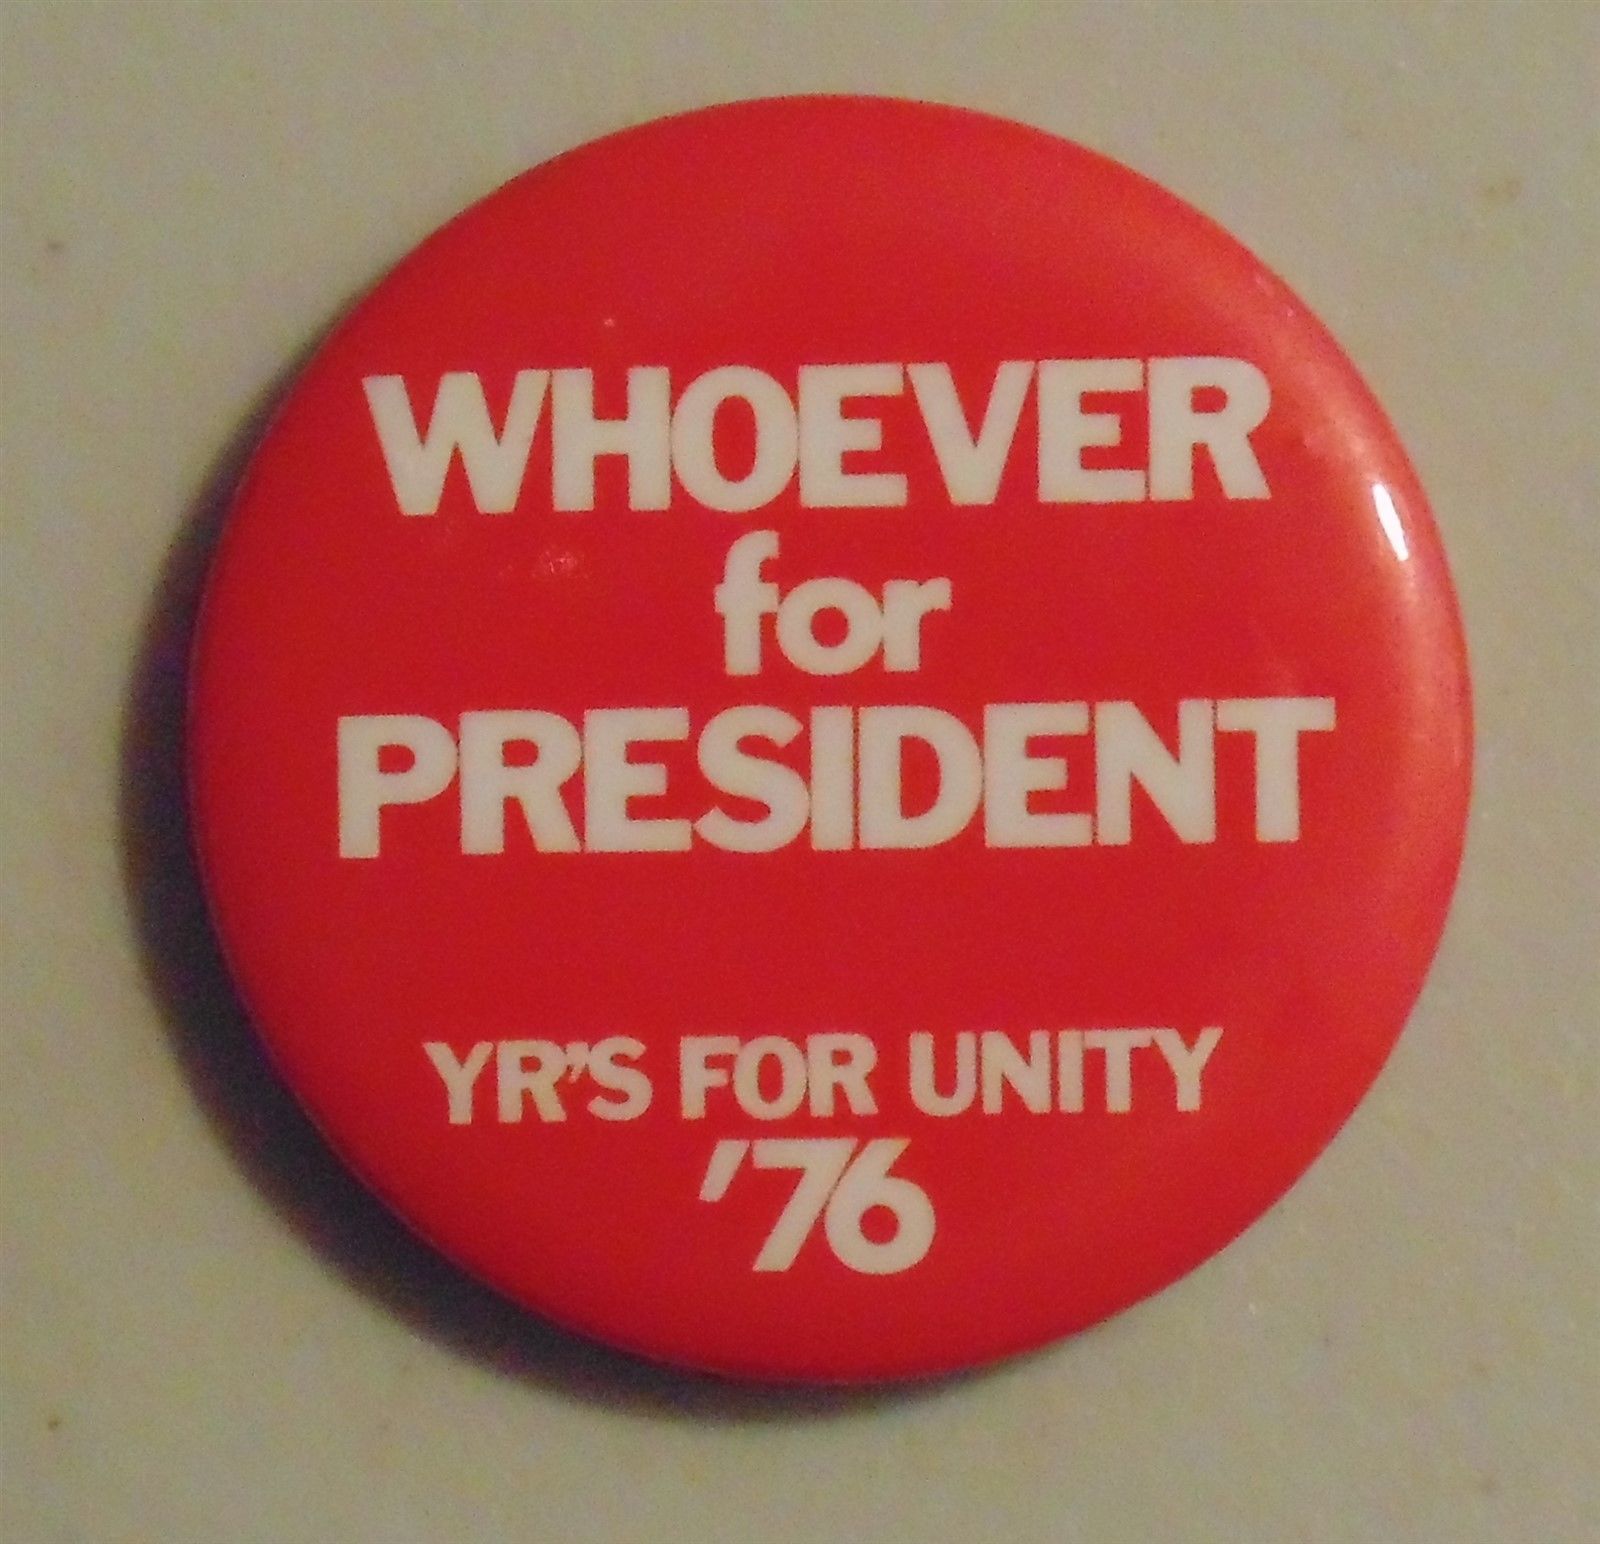 WHOEVER
for
PRESIDENT
YR'S FOR UNITY
'76